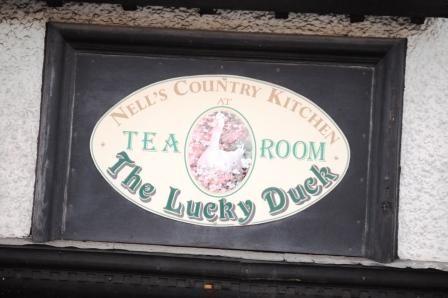 Nell's Country Kitchen
AT
TEA ROOM
The Lucky Duck